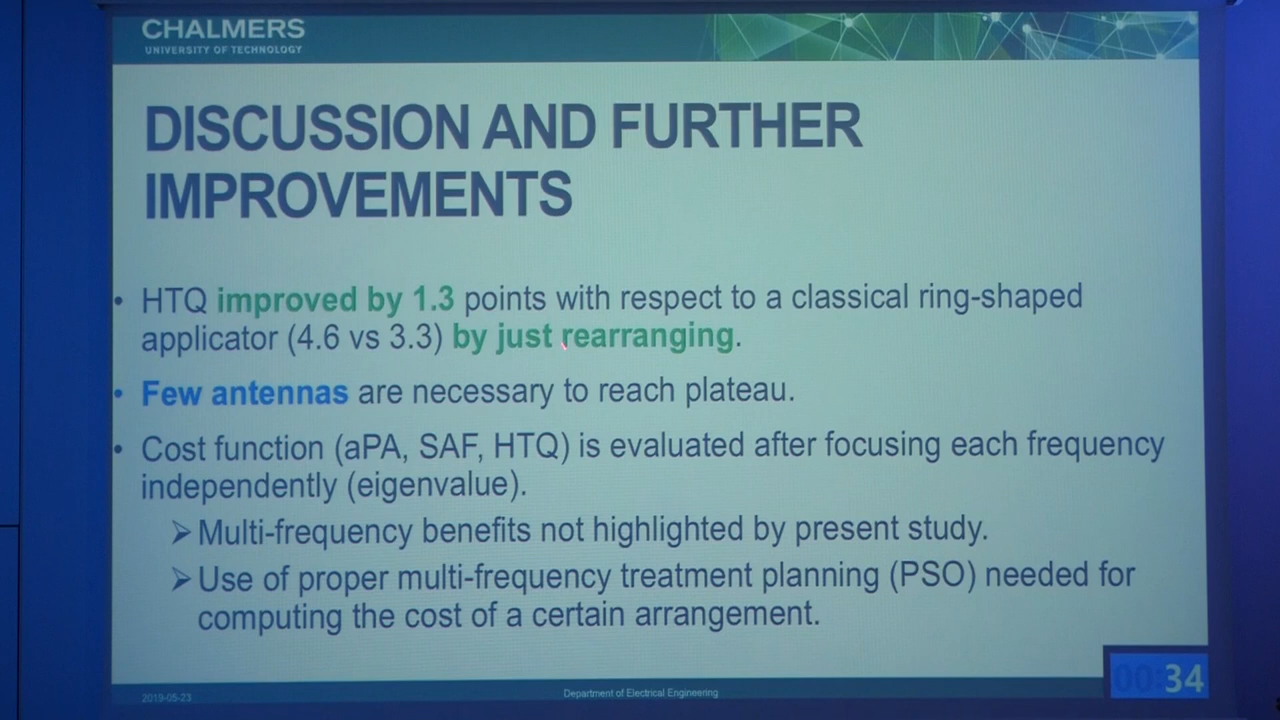 CHALMERS
UNIVERSITY OF TECHNOLOGY
DISCUSSION AND FURTHER
IMPROVEMENTS
• HTQ improved by 1.3 points with respect to a classical ring-shaped
applicator (4.6 vs 3.3) by just rearranging.
• Few antennas are necessary to reach plateau.
• Cost function (aPA, SAF, HTQ) is evaluated after focusing each frequency
independently (eigenvalue).
➢ Multi-frequency benefits not highlighted by present study.
➢ Use of proper multi-frequency treatment planning (PSO) needed for
computing the cost of a certain arrangement.
2019-05-23
Department of Electrical Engineering
00:34